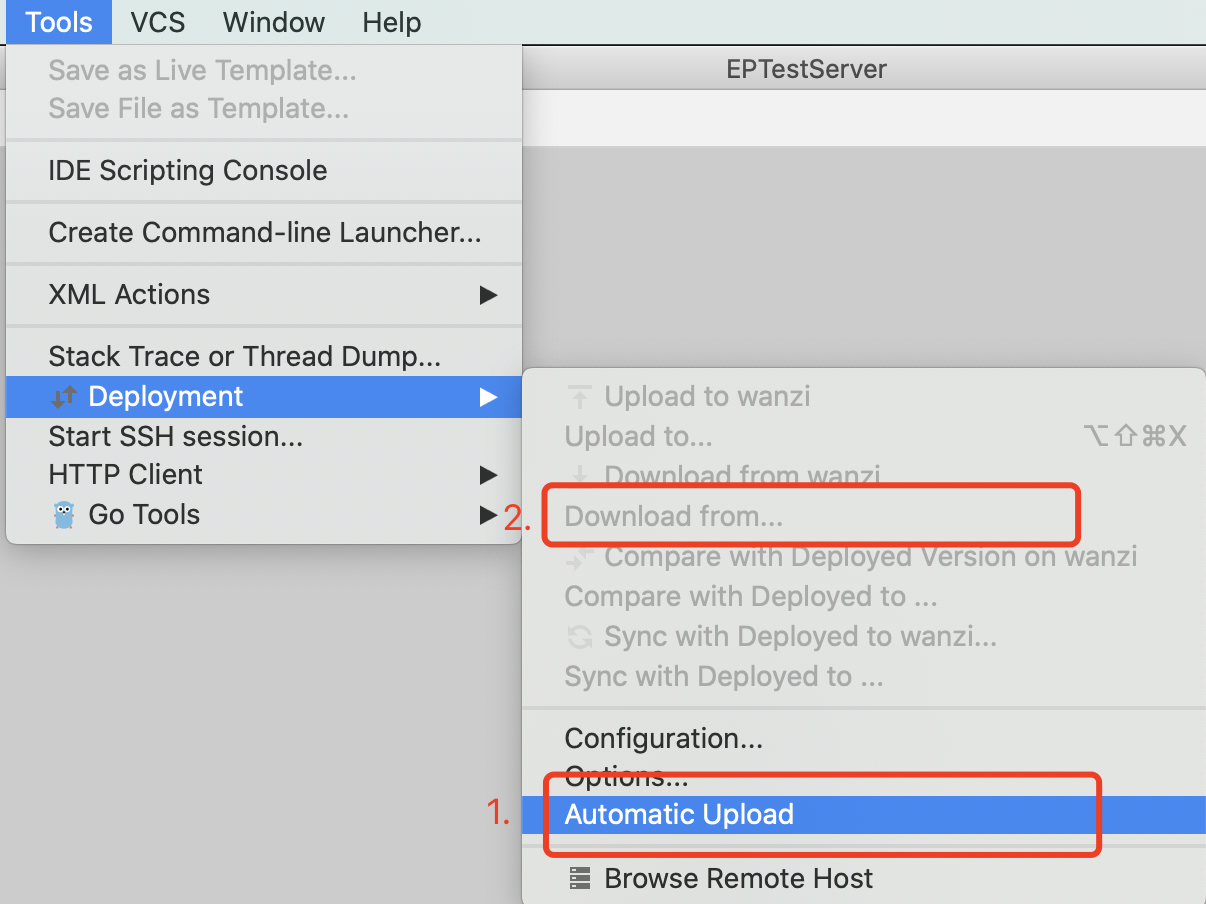 Tools VCS Window Help
EPTestServer
Save as Live Template...
Save File as Template...
IDE Scripting Console
Create Command-line Launcher...
XML Actions
Stack Trace or Thread Dump...
Deployment
Start SSH session...
HTTP Client
Go Tools
Upload to wanzi
Upload to... ⌥⇧⌘X
Download from wanzi
2. Download from...
Compare with Deployed Version on wanzi
Compare with Deployed to ...
Sync with Deployed to wanzi...
Sync with Deployed to ...
Configuration...
Options...
1. Automatic Upload
Browse Remote Host